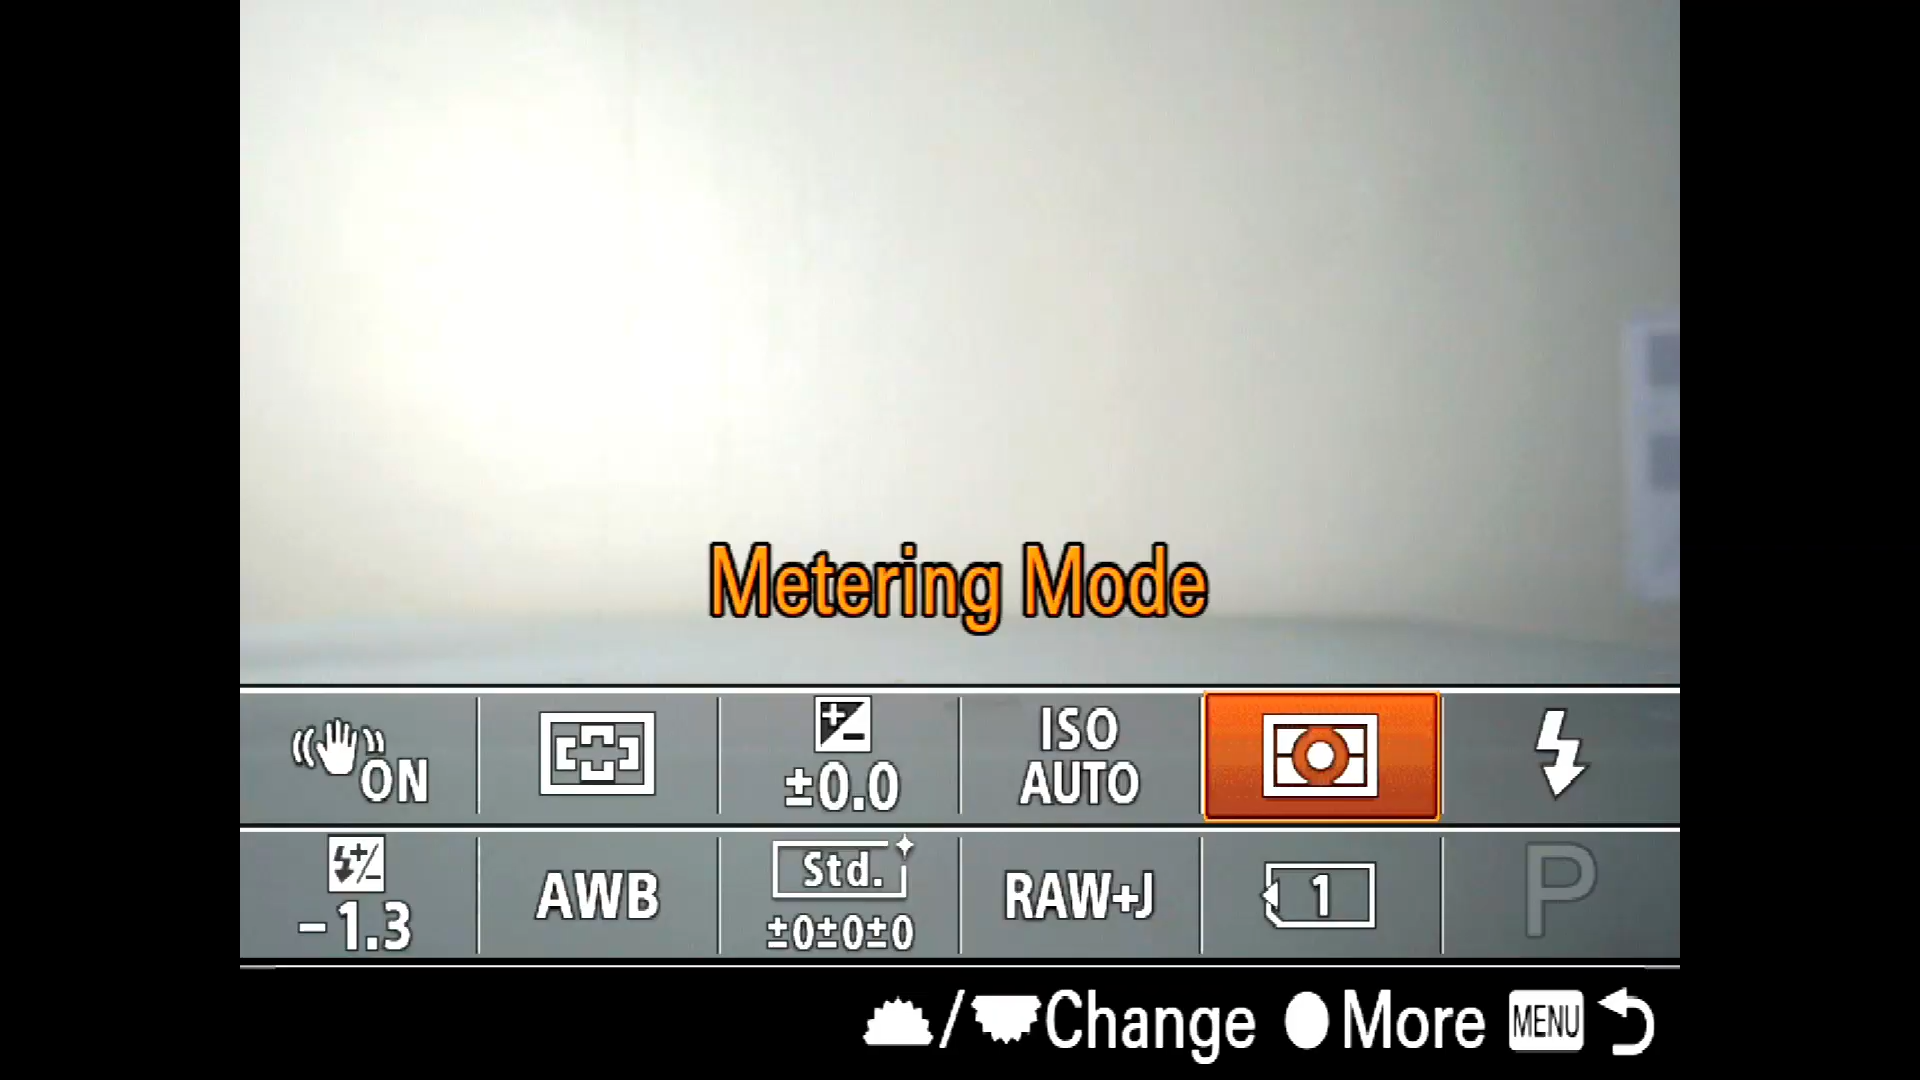 Metering Mode
ON
±0.0
ISO
AUTO
-1.3
AWB
Std.
±0±0±0
RAW+J
1
P
/ Change More MENU